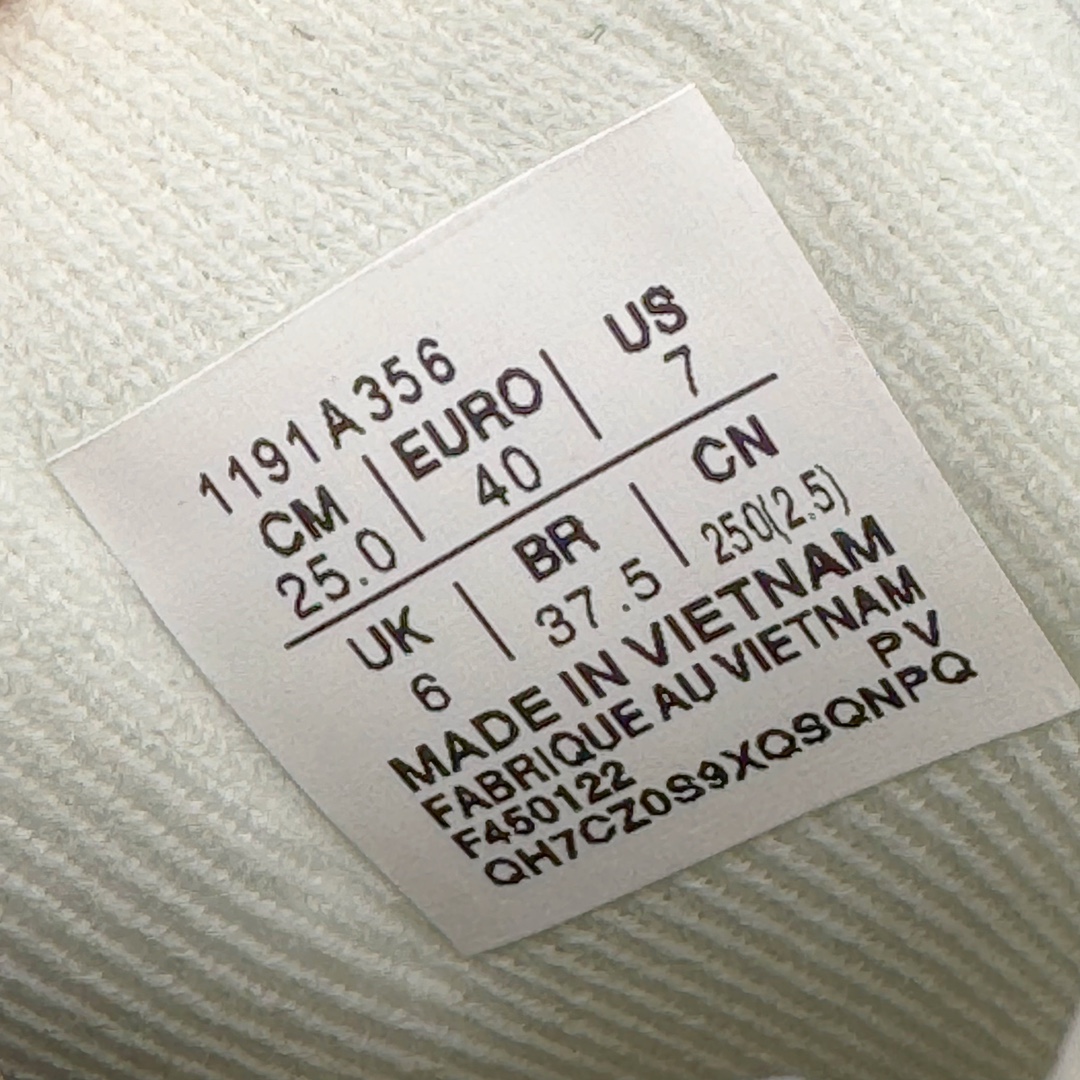 1191A356
CM EURO US
25.0 40 7
UK BR CN
6 37.5 250(2.5)
MADE IN VIETNAM
FABRIQUE AU VIETNAM
F450122 PV
QH7CZ0S9XQSQNPQ